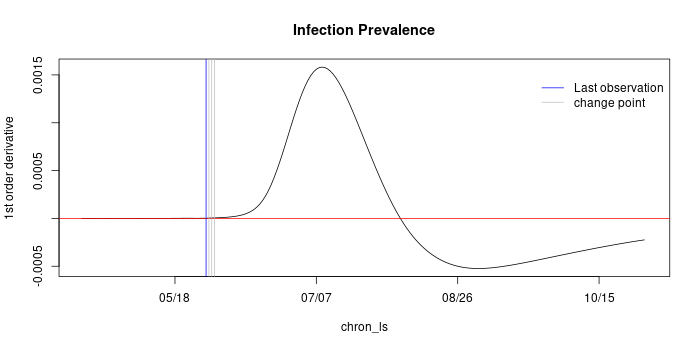 Infection Prevalence
1st order derivative
0.0015
0.0005
-0.0005
Last observation
change point
05/18
07/07
08/26
10/15
chron_ls